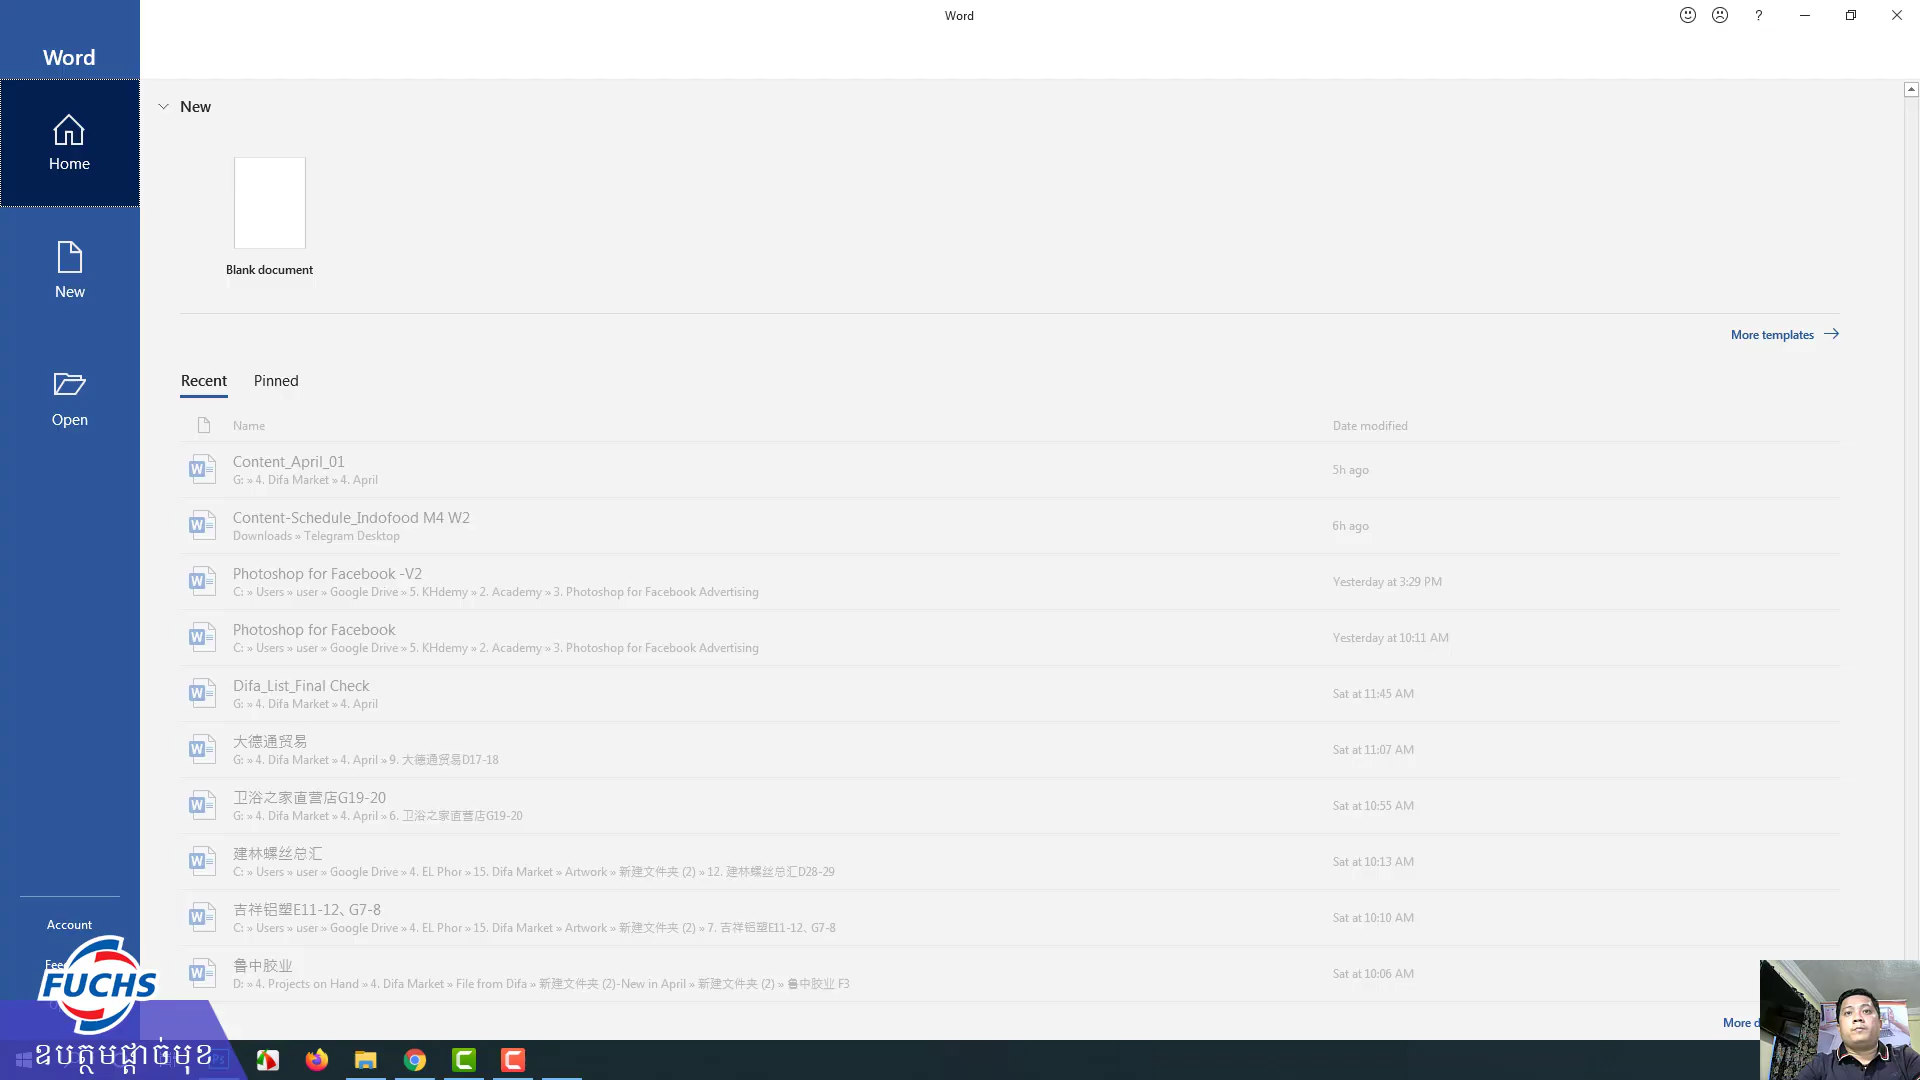 Word
Word
?
Home
New
Open
Account
New
Blank document
More templates
Recent
Pinned
Name
Date modified
Content_April_01
G: » 4. Difa Market » 4. April
5h ago
Content-Schedule_Indofood M4 W2
Downloads » Telegram Desktop
6h ago
Photoshop for Facebook -V2
C: » Users » user » Google Drive » 5. KHdemy » 2. Academy » 3. Photoshop for Facebook Advertising
Yesterday at 3:29 PM
Photoshop for Facebook
C: » Users » user » Google Drive » 5. KHdemy » 2. Academy » 3. Photoshop for Facebook Advertising
Yesterday at 10:11 AM
Difa_List_Final Check
G: » 4. Difa Market » 4. April
Sat at 11:45 AM
大德通贸易
G: » 4. Difa Market » 4. April » 9. 大德通贸易D17-18
Sat at 11:07 AM
卫浴之家直营店G19-20
G: » 4. Difa Market » 4. April » 6. 卫浴之家直营店G19-20
Sat at 10:55 AM
建林螺丝总汇
C: » Users » user » Google Drive » 4. EL Phor » 15. Difa Market » Artwork » 新建文件夹 (2) » 12. 建林螺丝总汇D28-29
Sat at 10:13 AM
吉祥铝塑E11-12、G7-8
C: » Users » user » Google Drive » 4. EL Phor » 15. Difa Market » Artwork » 新建文件夹 (2) » 7. 吉祥铝塑E11-12、G7-8
Sat at 10:10 AM
鲁中胶业
D: » 4. Projects on Hand » 4. Difa Market » File from Difa » 新建文件夹 (2)-New in April » 新建文件夹 (2) » 鲁中胶业 F3
Sat at 10:06 AM
More
FUCHS
ឧបត្ថមផ្តាច់មុខ